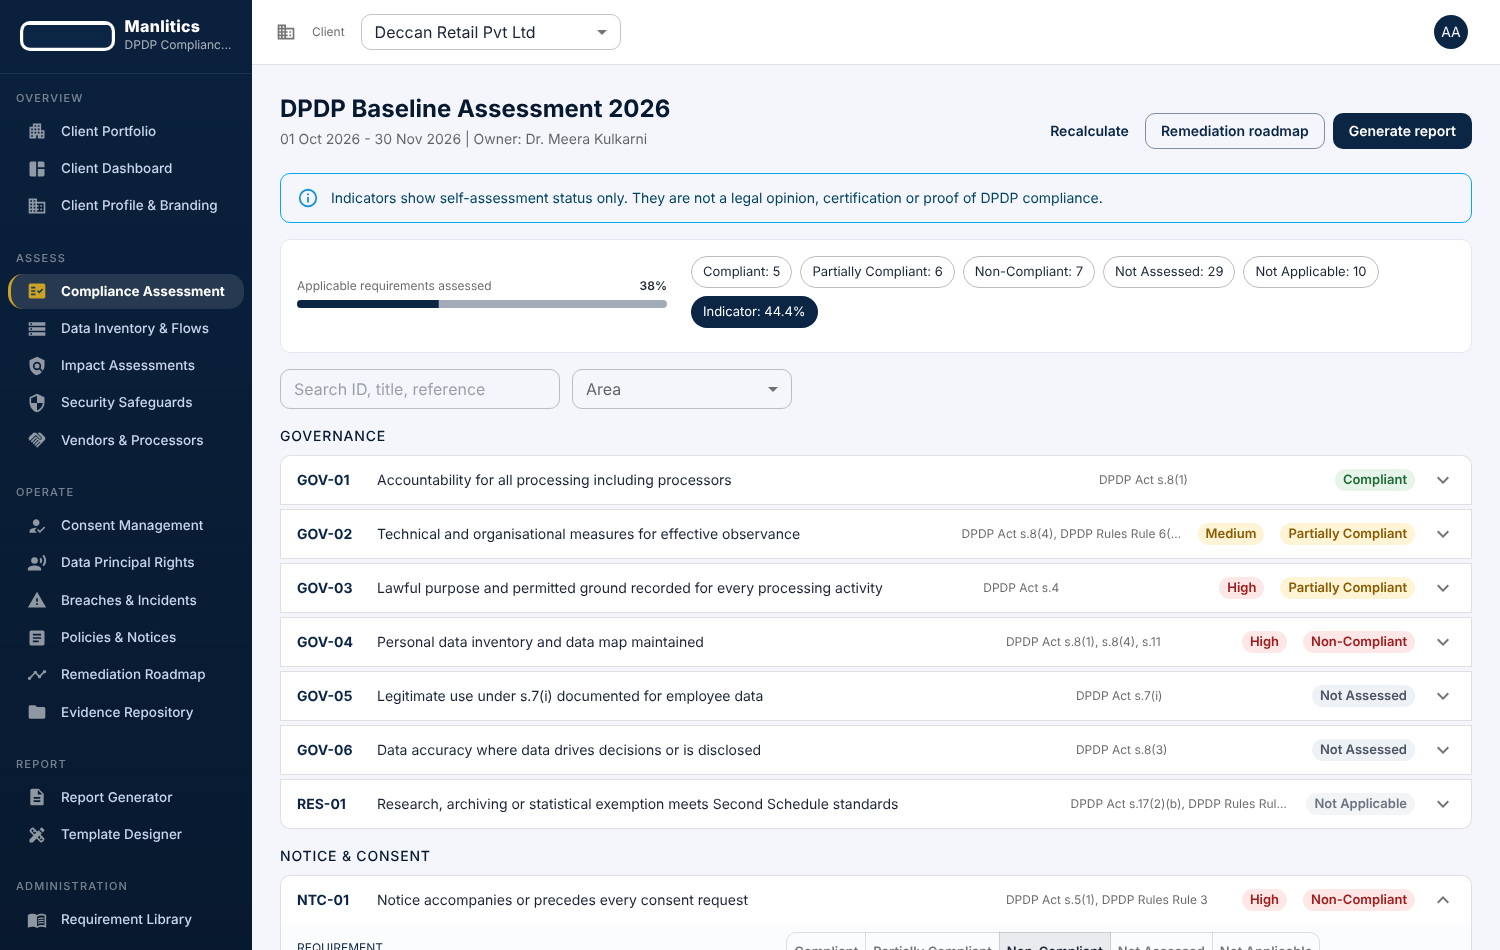 Manlitics
DPDP Complianc...
Client
Deccan Retail Pvt Ltd
AA
OVERVIEW
Client Portfolio
Client Dashboard
Client Profile & Branding
ASSESS
Compliance Assessment
Data Inventory & Flows
Impact Assessments
Security Safeguards
Vendors & Processors
OPERATE
Consent Management
Data Principal Rights
Breaches & Incidents
Policies & Notices
Remediation Roadmap
Evidence Repository
REPORT
Report Generator
Template Designer
ADMINISTRATION
Requirement Library
DPDP Baseline Assessment 2026
01 Oct 2026 - 30 Nov 2026 | Owner: Dr. Meera Kulkarni
Recalculate
Remediation roadmap
Generate report
Indicators show self-assessment status only. They are not a legal opinion, certification or proof of DPDP compliance.
Applicable requirements assessed 38%
Compliant: 5
Partially Compliant: 6
Non-Compliant: 7
Not Assessed: 29
Not Applicable: 10
Indicator: 44.4%
Search ID, title, reference
Area
GOVERNANCE
GOV-01 Accountability for all processing including processors DPDP Act s.8(1) Compliant
GOV-02 Technical and organisational measures for effective observance DPDP Act s.8(4), DPDP Rules Rule 6(... Medium Partially Compliant
GOV-03 Lawful purpose and permitted ground recorded for every processing activity DPDP Act s.4 High Partially Compliant
GOV-04 Personal data inventory and data map maintained DPDP Act s.8(1), s.8(4), s.11 High Non-Compliant
GOV-05 Legitimate use under s.7(i) documented for employee data DPDP Act s.7(i) Not Assessed
GOV-06 Data accuracy where data drives decisions or is disclosed DPDP Act s.8(3) Not Assessed
RES-01 Research, archiving or statistical exemption meets Second Schedule standards DPDP Act s.17(2)(b), DPDP Rules Rul... Not Applicable
NOTICE & CONSENT
NTC-01 Notice accompanies or precedes every consent request DPDP Act s.5(1), DPDP Rules Rule 3 High Non-Compliant
REQUIREMENT
Compliant Partially Compliant Non-Compliant Not Assessed Not Applicable